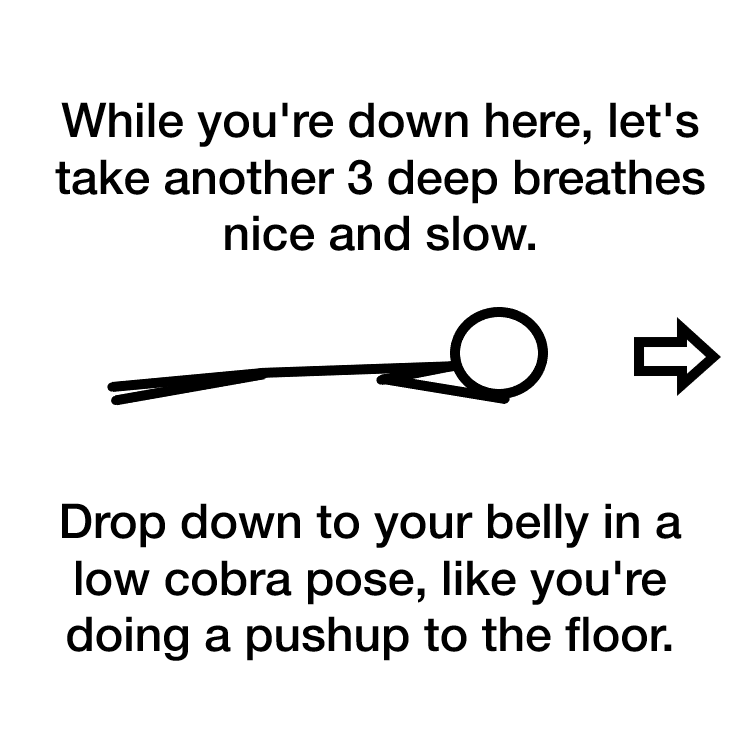 While you're down here, let's
take another 3 deep breathes
nice and slow.
Drop down to your belly in a
low cobra pose, like you're
doing a pushup to the floor.